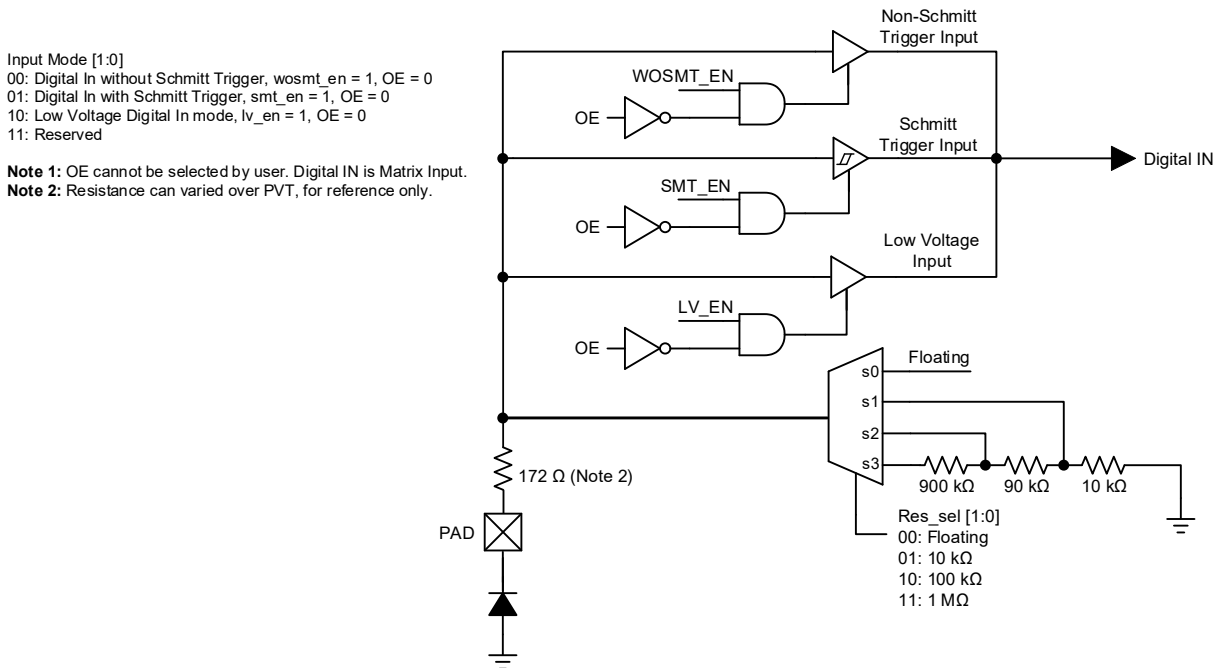 Input Mode [1:0]
00: Digital In without Schmitt Trigger, wosmt_en = 1, OE = 0
01: Digital In with Schmitt Trigger, smt_en = 1, OE = 0
10: Low Voltage Digital In mode, lv_en = 1, OE = 0
11: Reserved
Note 1: OE cannot be selected by user. Digital IN is Matrix Input.
Note 2: Resistance can varied over PVT, for reference only.
Non-Schmitt
Trigger Input
WOSMT_EN
OE
Schmitt
Trigger Input
Digital IN
SMT_EN
OE
Low Voltage
Input
LV_EN
OE
Floating
s0
s1
s2
s3
900 kΩ
90 kΩ
10 kΩ
172 Ω (Note 2)
PAD
Res_sel [1:0]
00: Floating
01: 10 kΩ
10: 100 kΩ
11: 1 MΩ